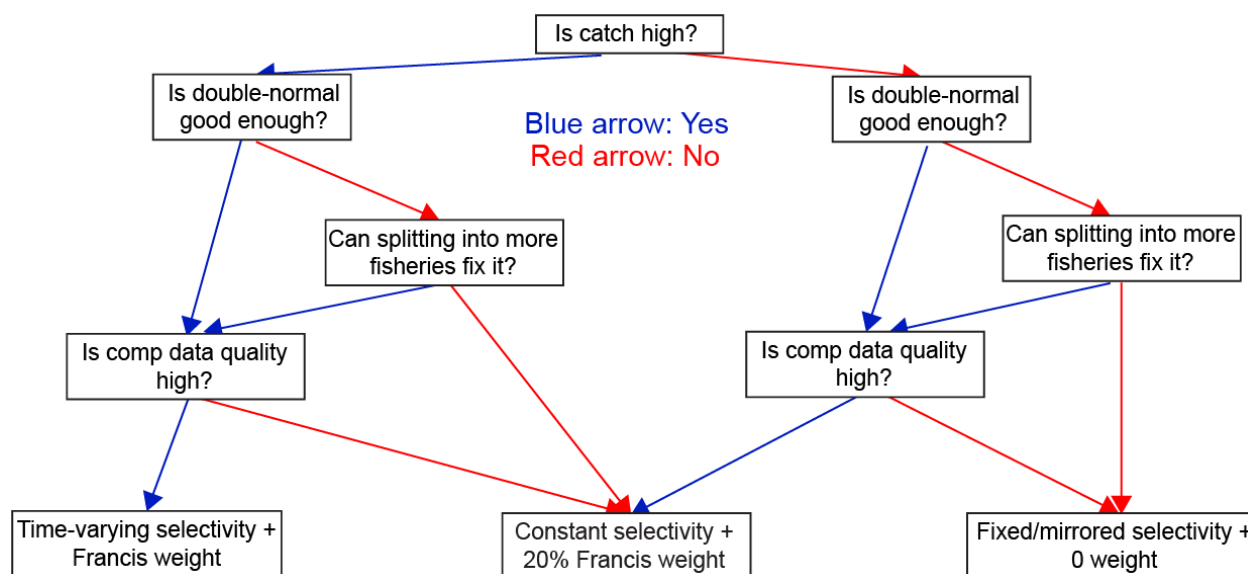 Is catch high?
Is double-normal
good enough?
Is double-normal
good enough?
Blue arrow: Yes
Red arrow: No
Can splitting into more
fisheries fix it?
Can splitting into more
fisheries fix it?
Is comp data quality
high?
Is comp data quality
high?
Time-varying selectivity +
Francis weight
Constant selectivity +
20% Francis weight
Fixed/mirrored selectivity +
0 weight